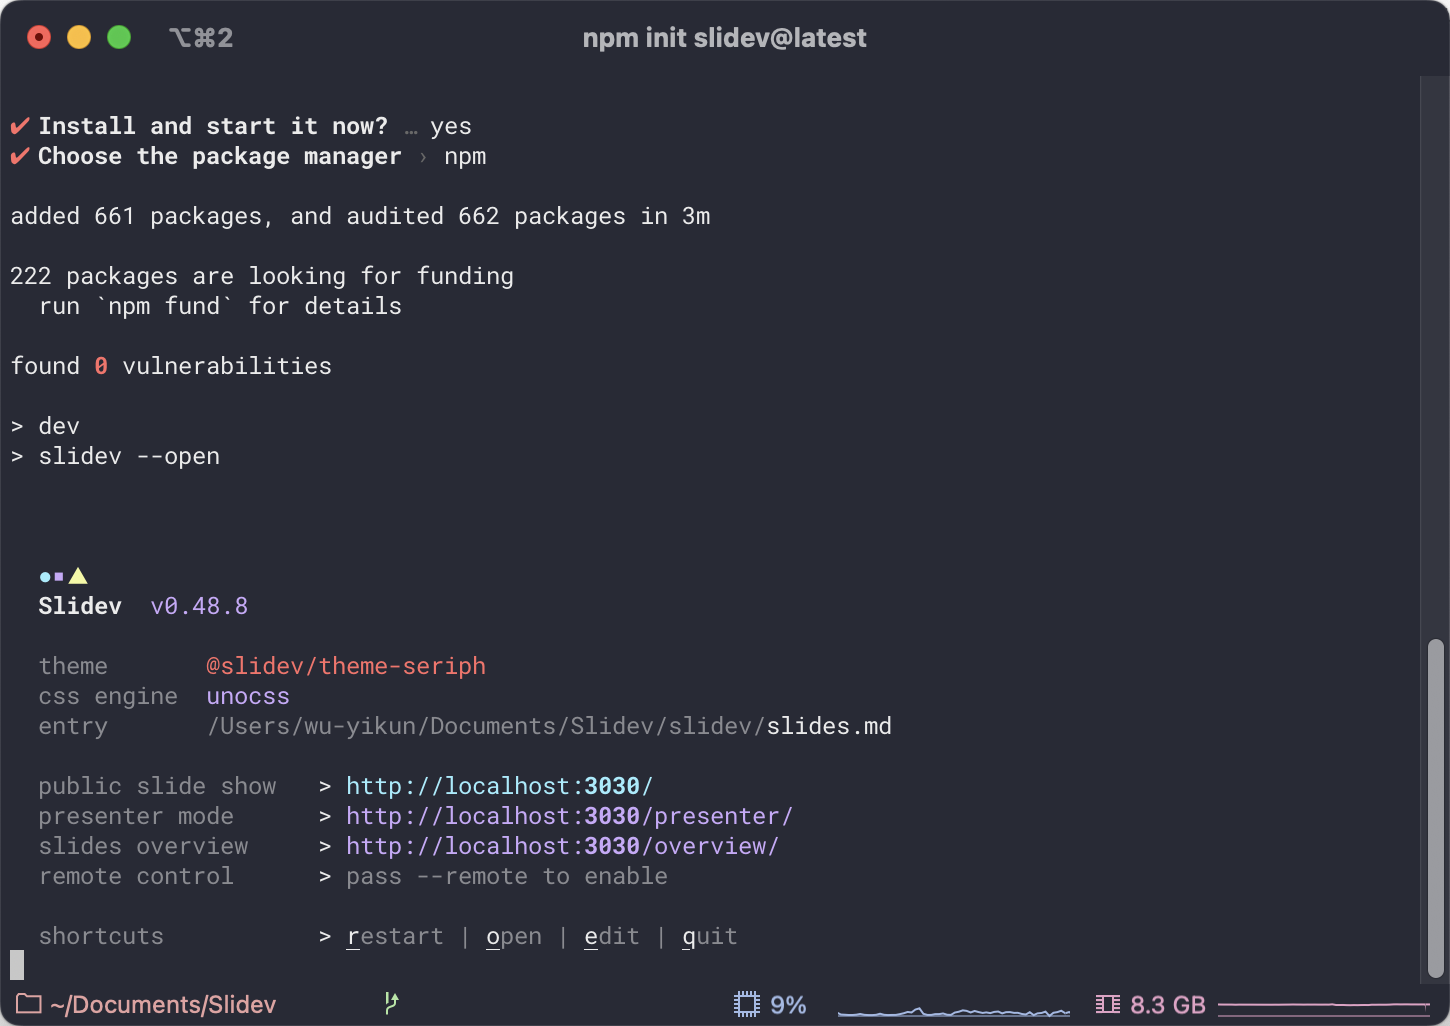 ⌥⌘2 npm init slidev@latest
✔ Install and start it now? … yes
✔ Choose the package manager › npm
added 661 packages, and audited 662 packages in 3m
222 packages are looking for funding
run `npm fund` for details
found 0 vulnerabilities
> dev
> slidev --open
Slidev v0.48.8
theme @slidev/theme-seriph
css engine unocss
entry /Users/wu-yikun/Documents/Slidev/slidev/slides.md
public slide show > http://localhost:3030/
presenter mode > http://localhost:3030/presenter/
slides overview > http://localhost:3030/overview/
remote control > pass --remote to enable
shortcuts > restart | open | edit | quit
~/Documents/Slidev 9% 8.3 GB